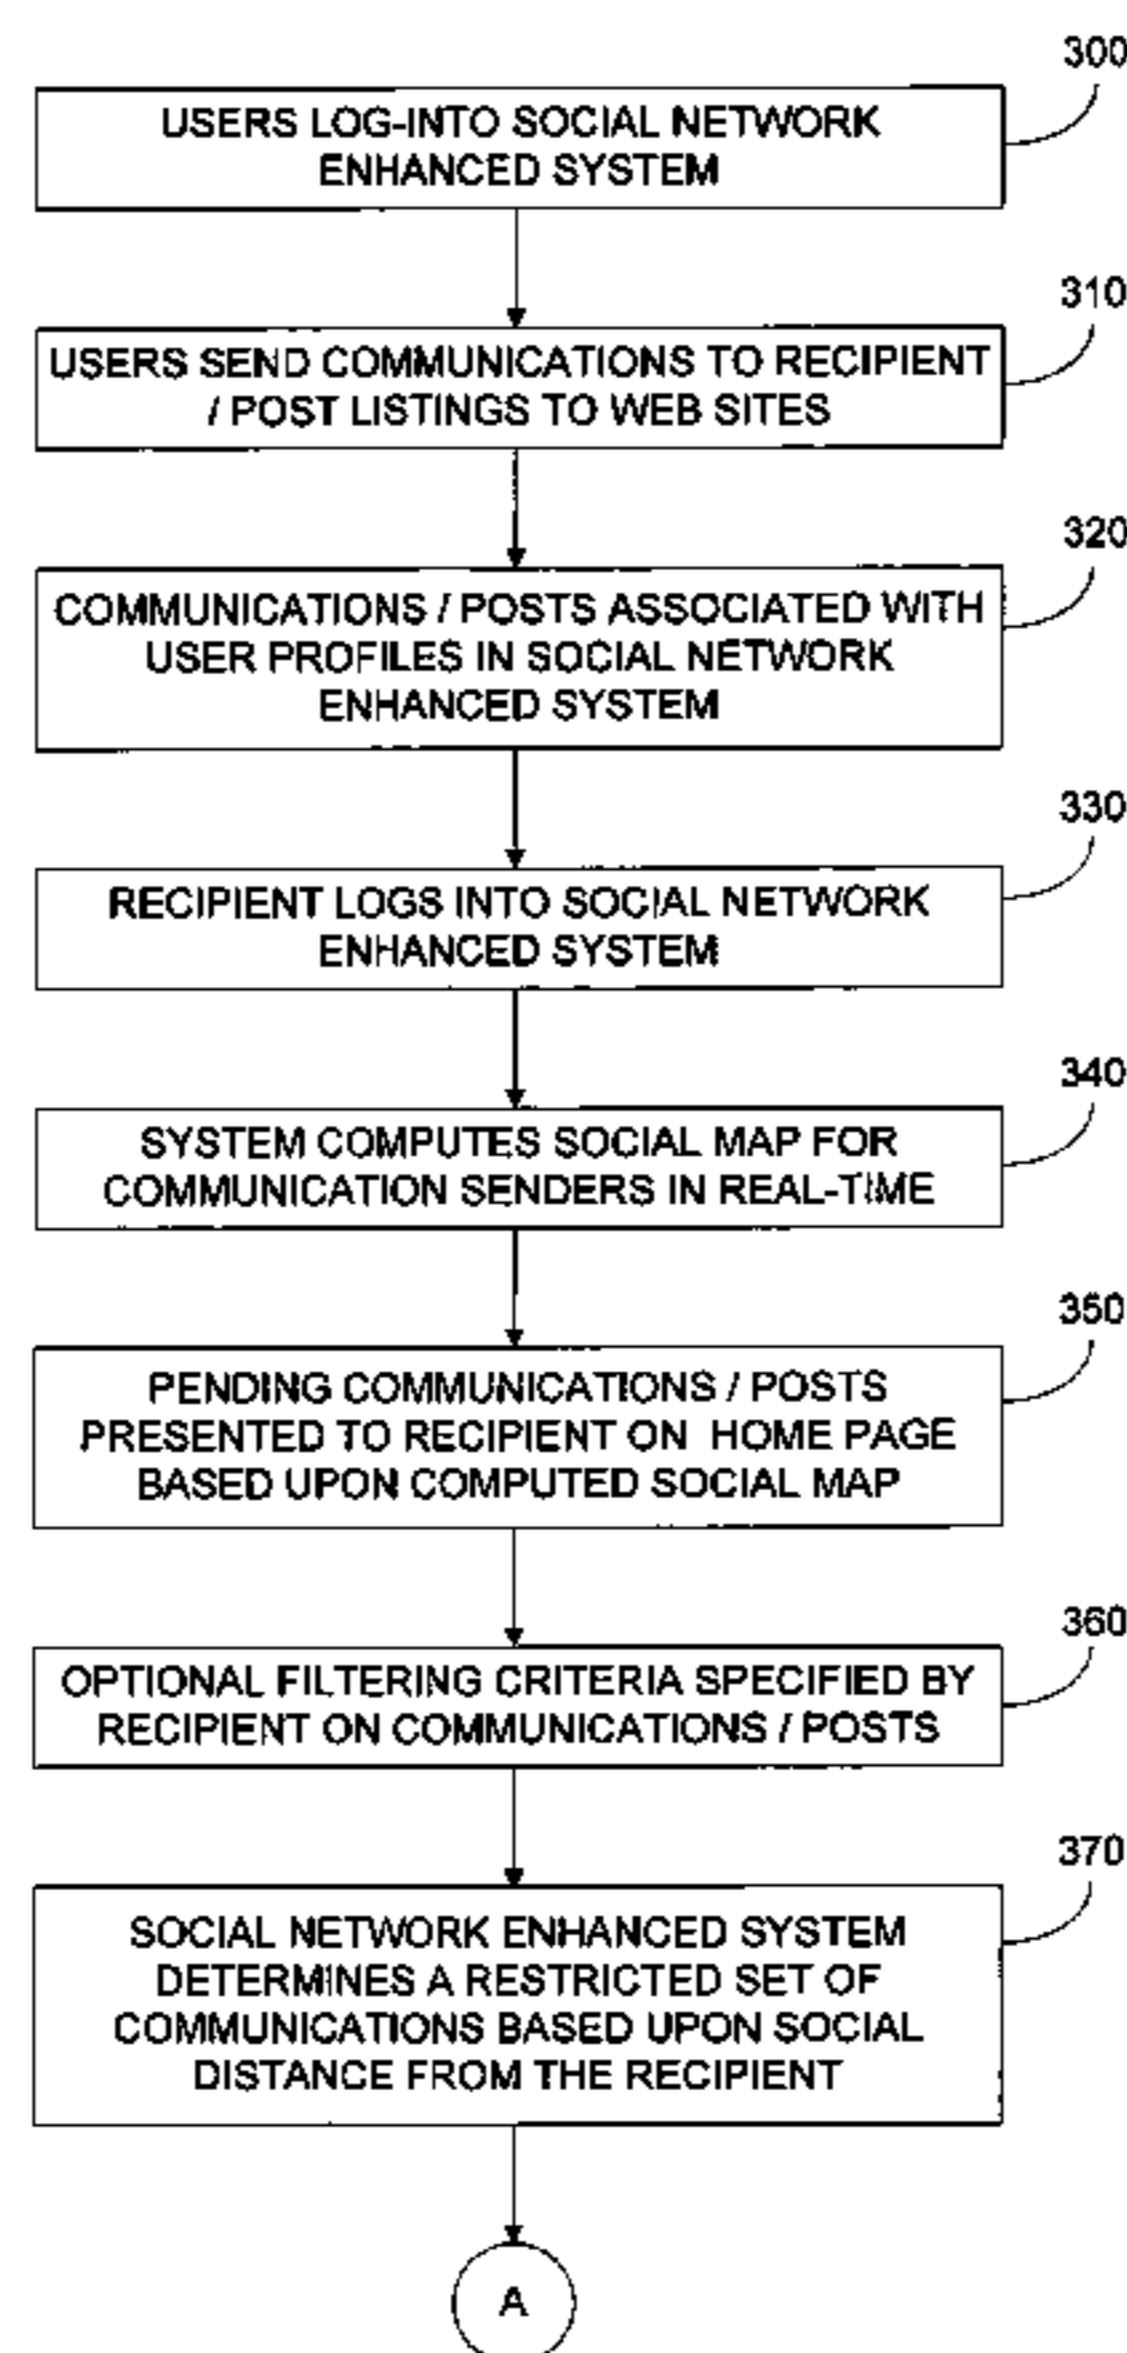 300
USERS LOG-INTO SOCIAL NETWORK
ENHANCED SYSTEM
310
USERS SEND COMMUNICATIONS TO RECIPIENT
/ POST LISTINGS TO WEB SITES
320
COMMUNICATIONS / POSTS ASSOCIATED WITH
USER PROFILES IN SOCIAL NETWORK
ENHANCED SYSTEM
330
RECIPIENT LOGS INTO SOCIAL NETWORK
ENHANCED SYSTEM
340
SYSTEM COMPUTES SOCIAL MAP FOR
COMMUNICATION SENDERS IN REAL-TIME
350
PENDING COMMUNICATIONS / POSTS
PRESENTED TO RECIPIENT ON HOME PAGE
BASED UPON COMPUTED SOCIAL MAP
360
OPTIONAL FILTERING CRITERIA SPECIFIED BY
RECIPIENT ON COMMUNICATIONS / POSTS
370
SOCIAL NETWORK ENHANCED SYSTEM
DETERMINES A RESTRICTED SET OF
COMMUNICATIONS BASED UPON SOCIAL
DISTANCE FROM THE RECIPIENT
A